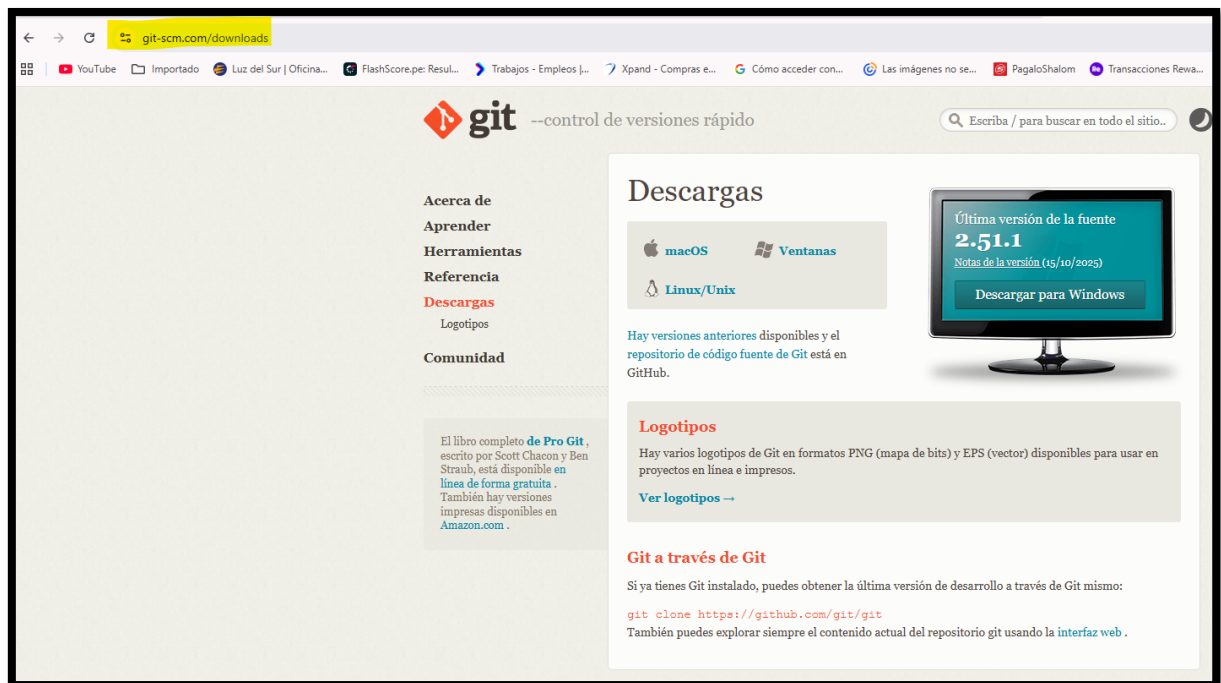 git-scm.com/downloads
YouTube Importado Luz del Sur | Oficina... FlashScore.pe: Resul... Trabajos - Empleos |... Xpand - Compras e... Cómo acceder con... Las imágenes no se... PagaloShalom Transacciones Rewa...
git --control de versiones rápido
Escriba / para buscar en todo el sitio..
Acerca de
Aprender
Herramientas
Referencia
Descargas
Logotipos
Comunidad
El libro completo de Pro Git ,
escrito por Scott Chacon y Ben
Straub, está disponible en
línea de forma gratuita .
También hay versiones
impresas disponibles en
Amazon.com .
Descargas
macOS Ventanas
Linux/Unix
Última versión de la fuente
2.51.1
Notas de la versión (15/10/2025)
Descargar para Windows
Hay versiones anteriores disponibles y el
repositorio de código fuente de Git está en
GitHub.
Logotipos
Hay varios logotipos de Git en formatos PNG (mapa de bits) y EPS (vector) disponibles para usar en
proyectos en línea e impresos.
Ver logotipos →
Git a través de Git
Si ya tienes Git instalado, puedes obtener la última versión de desarrollo a través de Git mismo:
git clone https://github.com/git/git
También puedes explorar siempre el contenido actual del repositorio git usando la interfaz web .